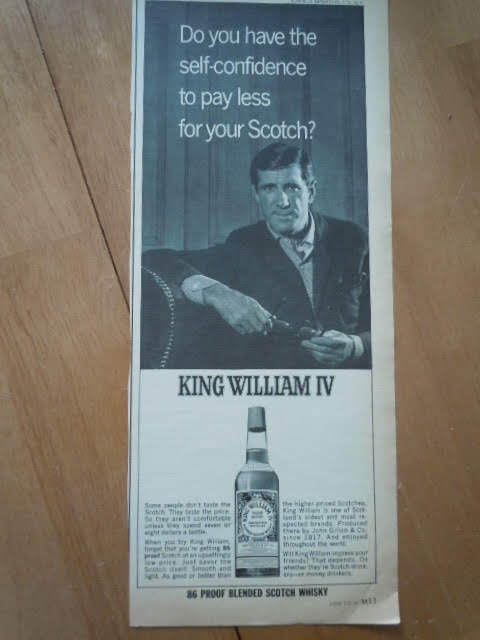 Do you have the
self-confidence
to pay less
for your Scotch?
KING WILLIAM IV
Some people don't taste the
Scotch. They taste the price.
So they aren't comfortable
unless they spend seven or
eight dollars a bottle.
When you try King William,
forget that you're getting 86
proof Scotch at an upsettingly
low price. Just savor the
Scotch itself. Smooth and
light. As good or better than
the higher priced Scotches,
King William is one of Scot-
land's oldest and most re-
spected brands. Produced
there by John Gillon & Co.
since 1817. And enjoyed
throughout the world.
Will King William impress your
friends? That depends. On
whether they're Scotch drink-
ers—or money drinkers.
WILLIAM
86 PROOF BLENDED SCOTCH WHISKY